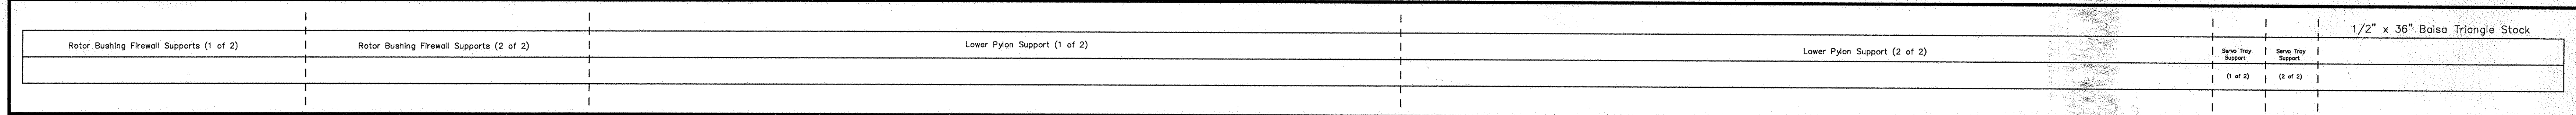 1/2" x 36" Balsa Triangle Stock
Rotor Bushing Firewall Supports (1 of 2)
Rotor Bushing Firewall Supports (2 of 2)
Lower Pylon Support (1 of 2)
Lower Pylon Support (2 of 2)
Servo Tray
Support
(1 of 2)
Servo Tray
Support
(2 of 2)